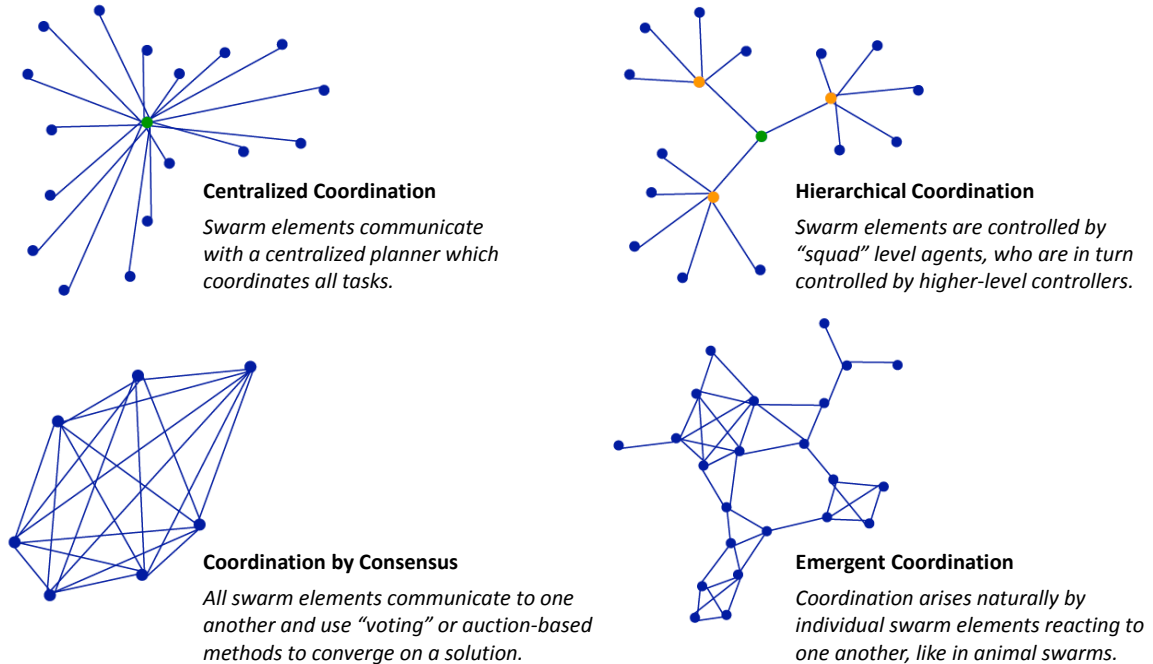 Centralized Coordination
Swarm elements communicate
with a centralized planner which
coordinates all tasks.
Hierarchical Coordination
Swarm elements are controlled by
“squad” level agents, who are in turn
controlled by higher-level controllers.
Coordination by Consensus
All swarm elements communicate to one
another and use “voting” or auction-based
methods to converge on a solution.
Emergent Coordination
Coordination arises naturally by
individual swarm elements reacting to
one another, like in animal swarms.